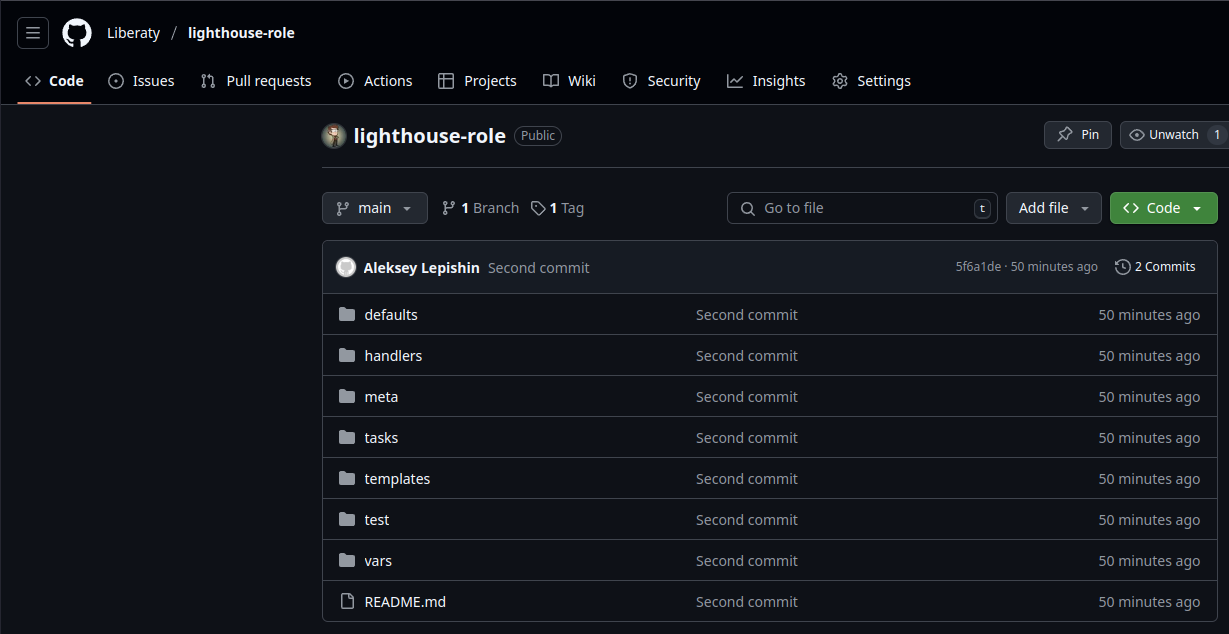 Liberaty / lighthouse-role
Code Issues Pull requests Actions Projects Wiki Security Insights Settings
lighthouse-role Public Pin Unwatch 1
main 1 Branch 1 Tag Go to file t Add file Code
Aleksey Lepishin Second commit 5f6a1de · 50 minutes ago 2 Commits
defaults Second commit 50 minutes ago
handlers Second commit 50 minutes ago
meta Second commit 50 minutes ago
tasks Second commit 50 minutes ago
templates Second commit 50 minutes ago
test Second commit 50 minutes ago
vars Second commit 50 minutes ago
README.md Second commit 50 minutes ago